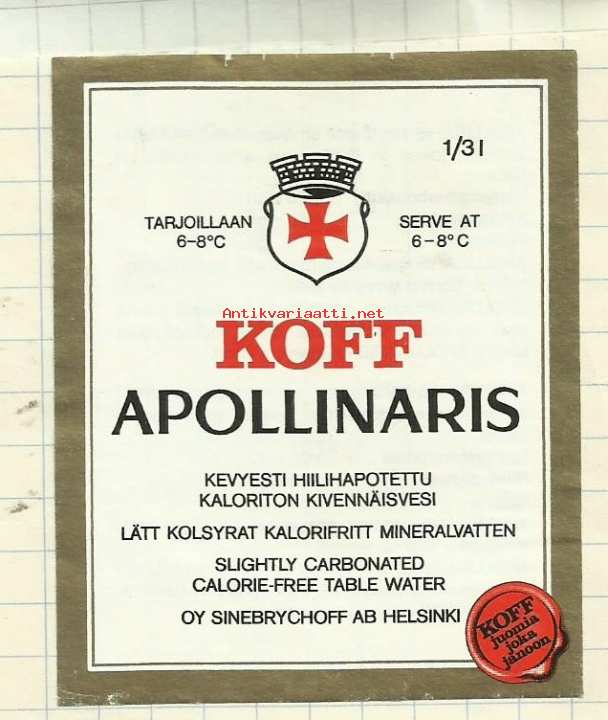 1/3 l
TARJOILLAAN
6-8°C
SERVE AT
6-8°C
Antikvariaatti.net
KOFF
APOLLINARIS
KEVYESTI HIILIHAPOTETTU
KALORITON KIVENNÄISVESI
LÄTT KOLSYRAT KALORIFRITT MINERALVATTEN
SLIGHTLY CARBONATED
CALORIE-FREE TABLE WATER
OY SINEBRYCHOFF AB HELSINKI
KOFF
juomia
joka
janoon